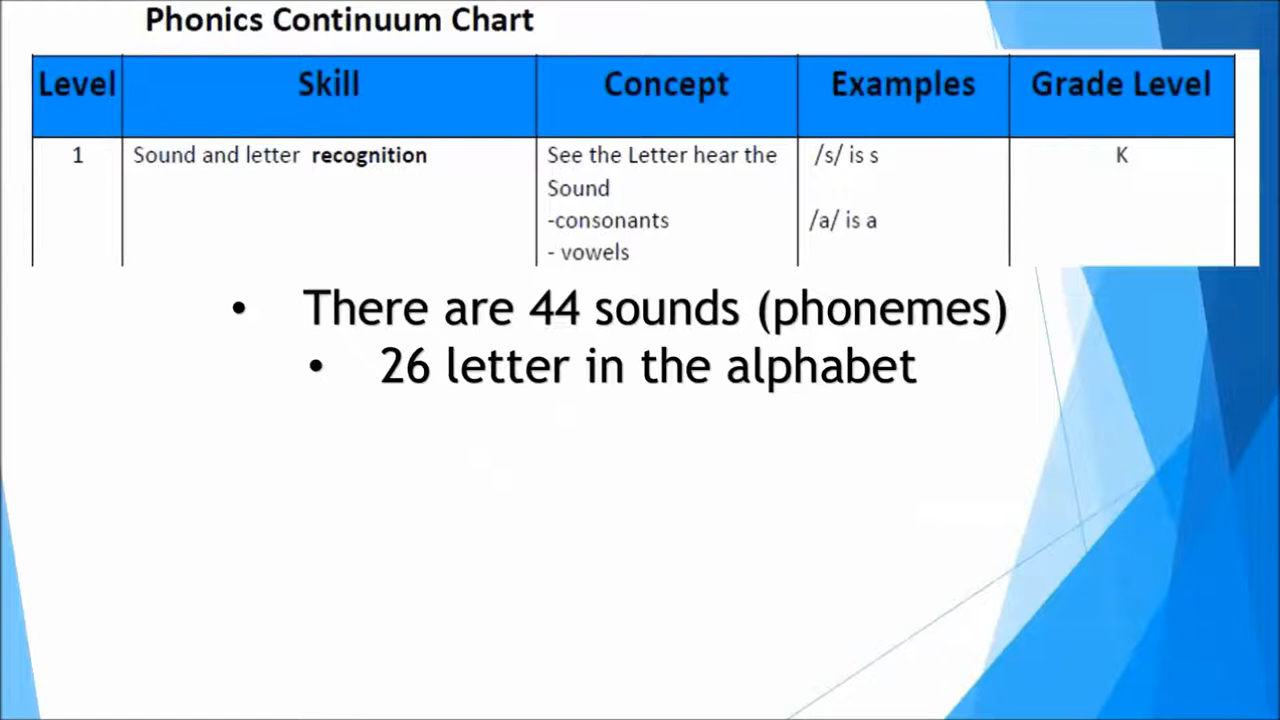 Phonics Continuum Chart
Level Skill Concept Examples Grade Level
1 Sound and letter recognition See the Letter hear the /s/ is s K
Sound
-consonants /a/ is a
- vowels
• There are 44 sounds (phonemes)
• 26 letter in the alphabet